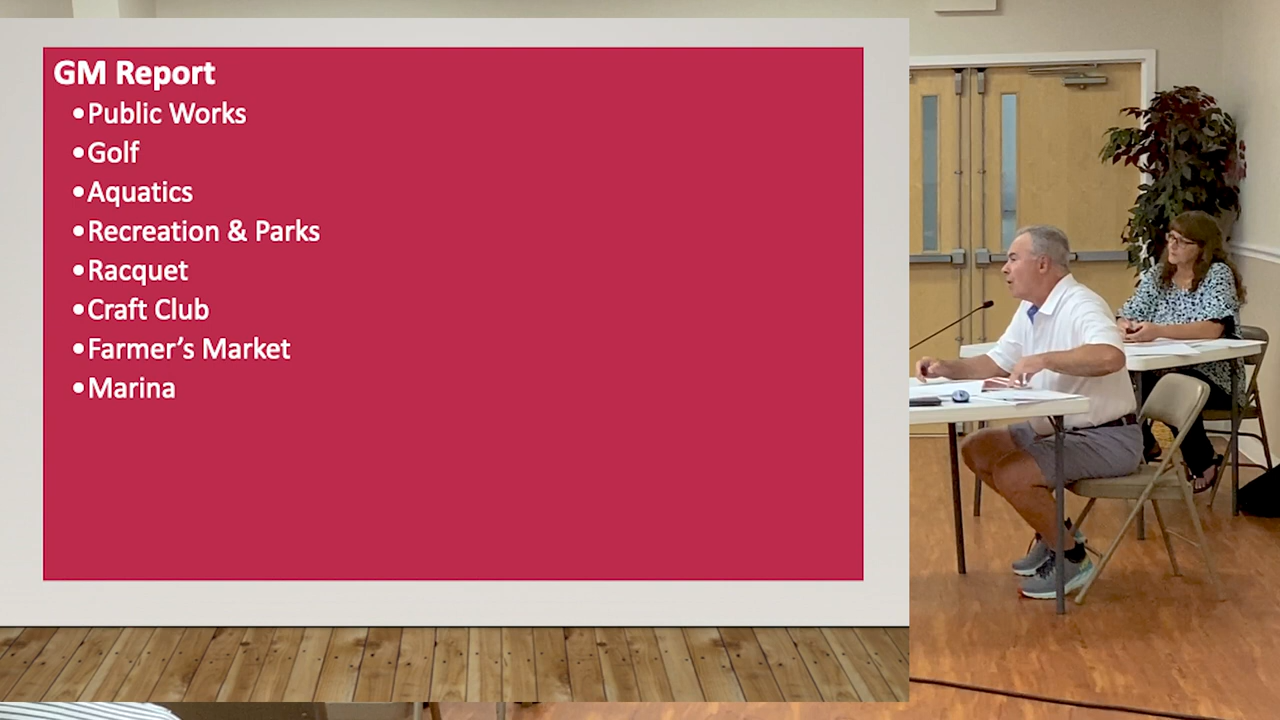 GM Report
•Public Works
•Golf
•Aquatics
•Recreation & Parks
•Racquet
•Craft Club
•Farmer’s Market
•Marina